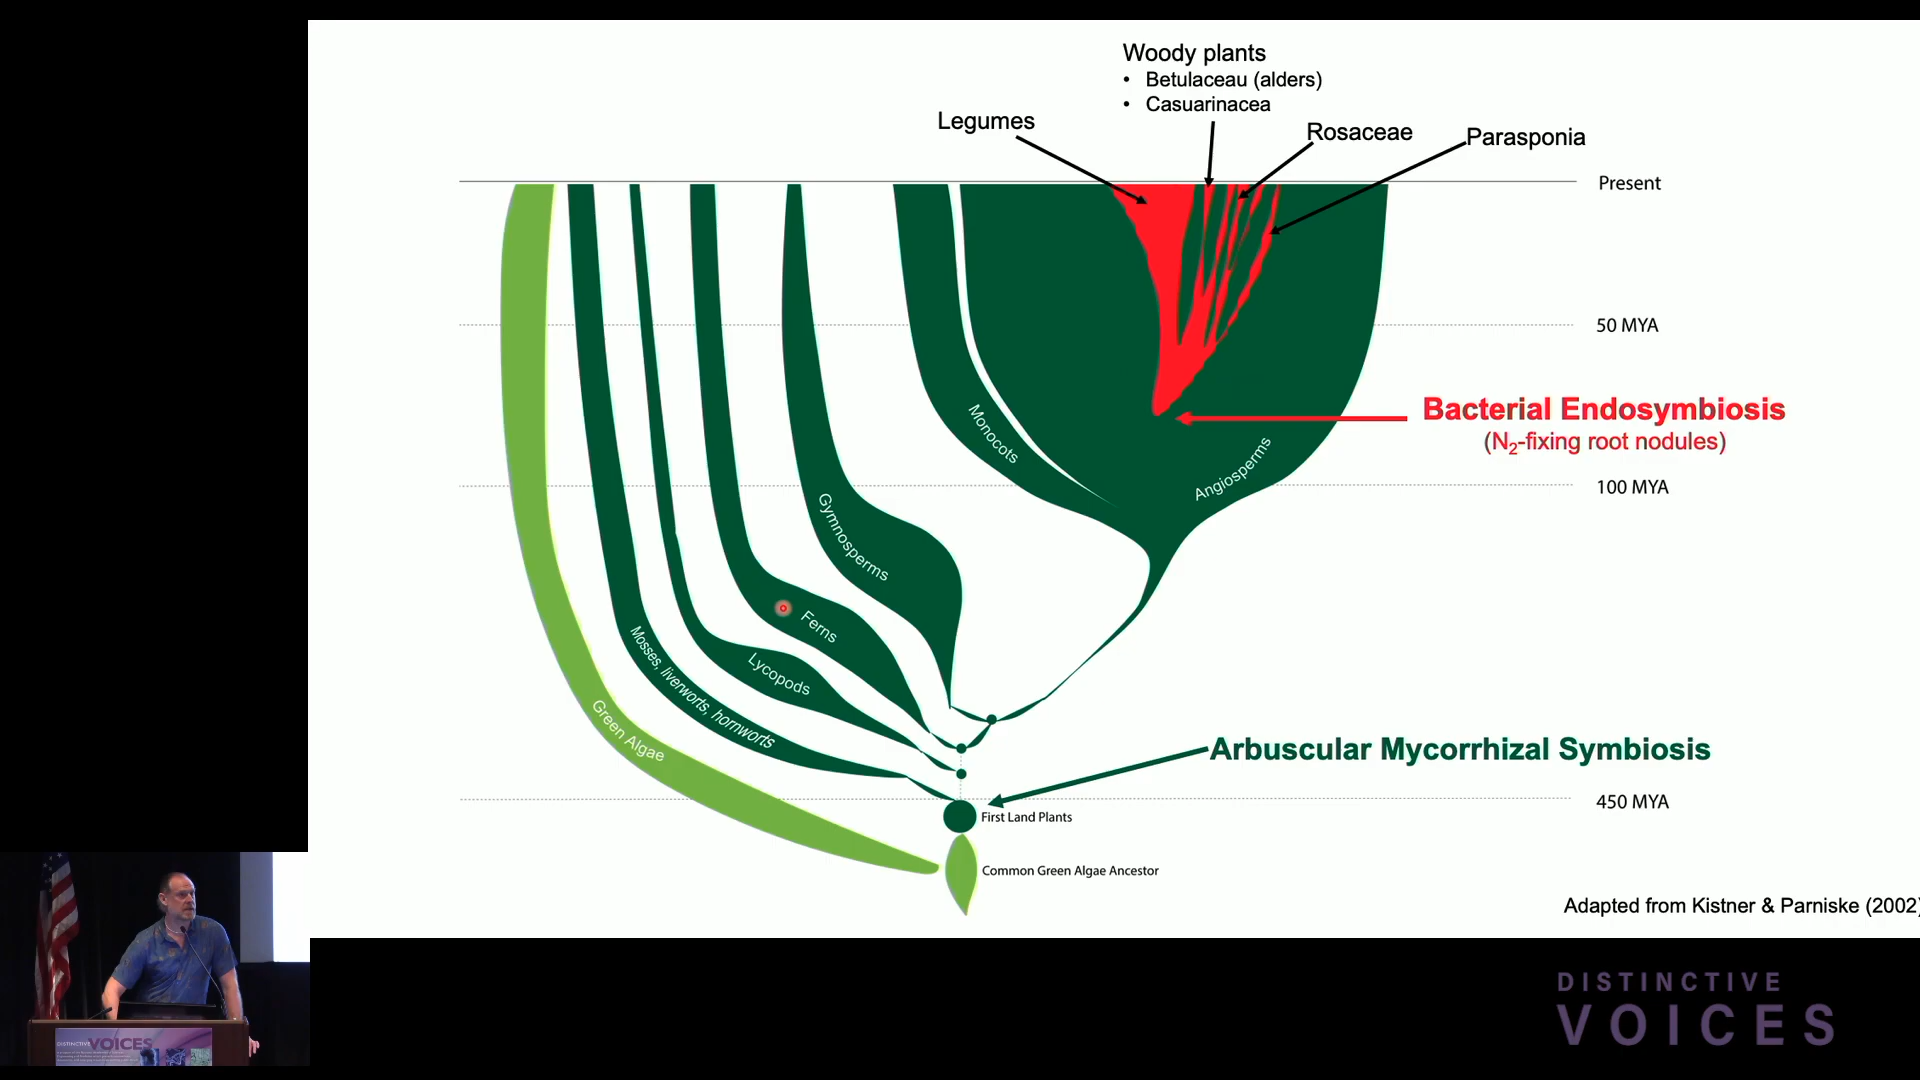 Woody plants
• Betulaceau (alders)
• Casuarinacea
Legumes
Rosaceae
Parasponia
Present
50 MYA
Bacterial Endosymbiosis
(N2-fixing root nodules)
100 MYA
Monocots
Angiosperms
Gymnosperms
Ferns
Lycopods
Mosses, liverworts, hornworts
Green Algae
Arbuscular Mycorrhizal Symbiosis
450 MYA
First Land Plants
Common Green Algae Ancestor
Adapted from Kistner & Parniske (2002)
DISTINCTIVE
VOICES
DISTINCTIVE VOICES